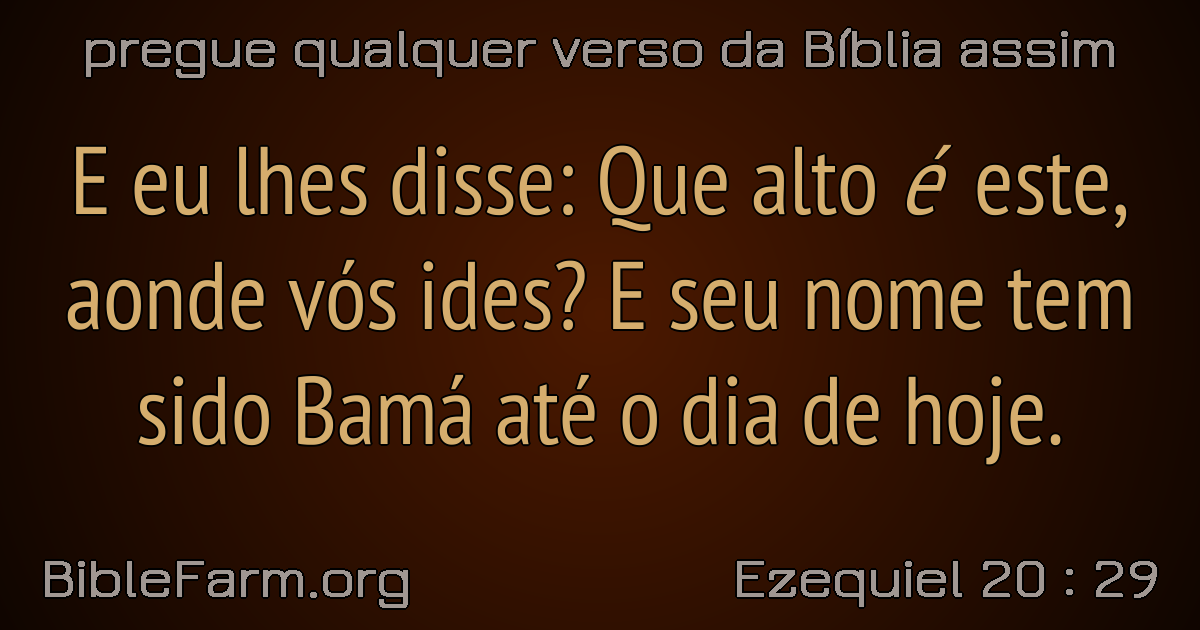 pregue qualquer verso da Bíblia assim
E eu lhes disse: Que alto é este,
aonde vós ides? E seu nome tem
sido Bamá até o dia de hoje.
BibleFarm.org
Ezequiel 20 : 29